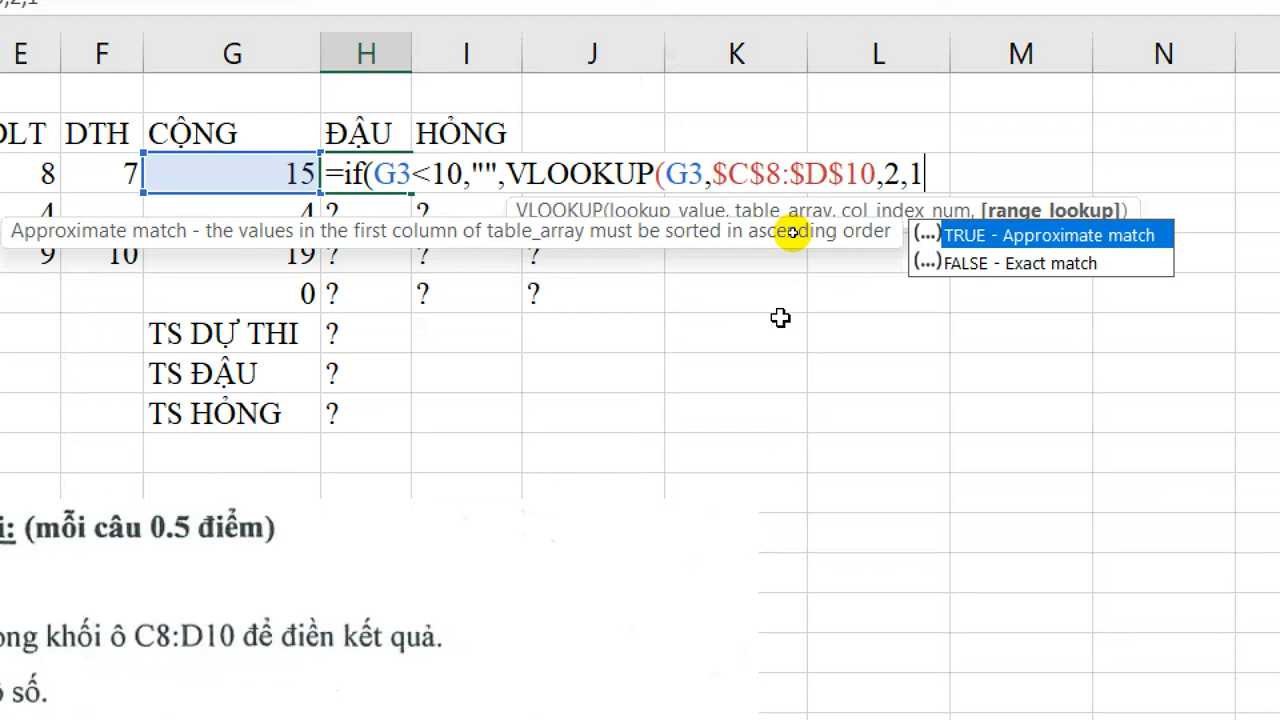 E F G H I J K L M N
DLT DTH CỘNG ĐẬU HỎNG
8 7 15 =if(G3<10,"",VLOOKUP(G3,$C$8:$D$10,2,1
4 4 ? ?
VLOOKUP(lookup_value, table_array, col_index_num, [range_lookup])
Approximate match - the values in the first column of table_array must be sorted in ascending order
(...) TRUE - Approximate match
(...) FALSE - Exact match
9 10 19 ? ? ?
0 ? ? ?
TS DỰ THI ?
TS ĐẬU ?
TS HỎNG ?
i: (mỗi câu 0.5 điểm)
ong khối ô C8:D10 để điền kết quả.
số.